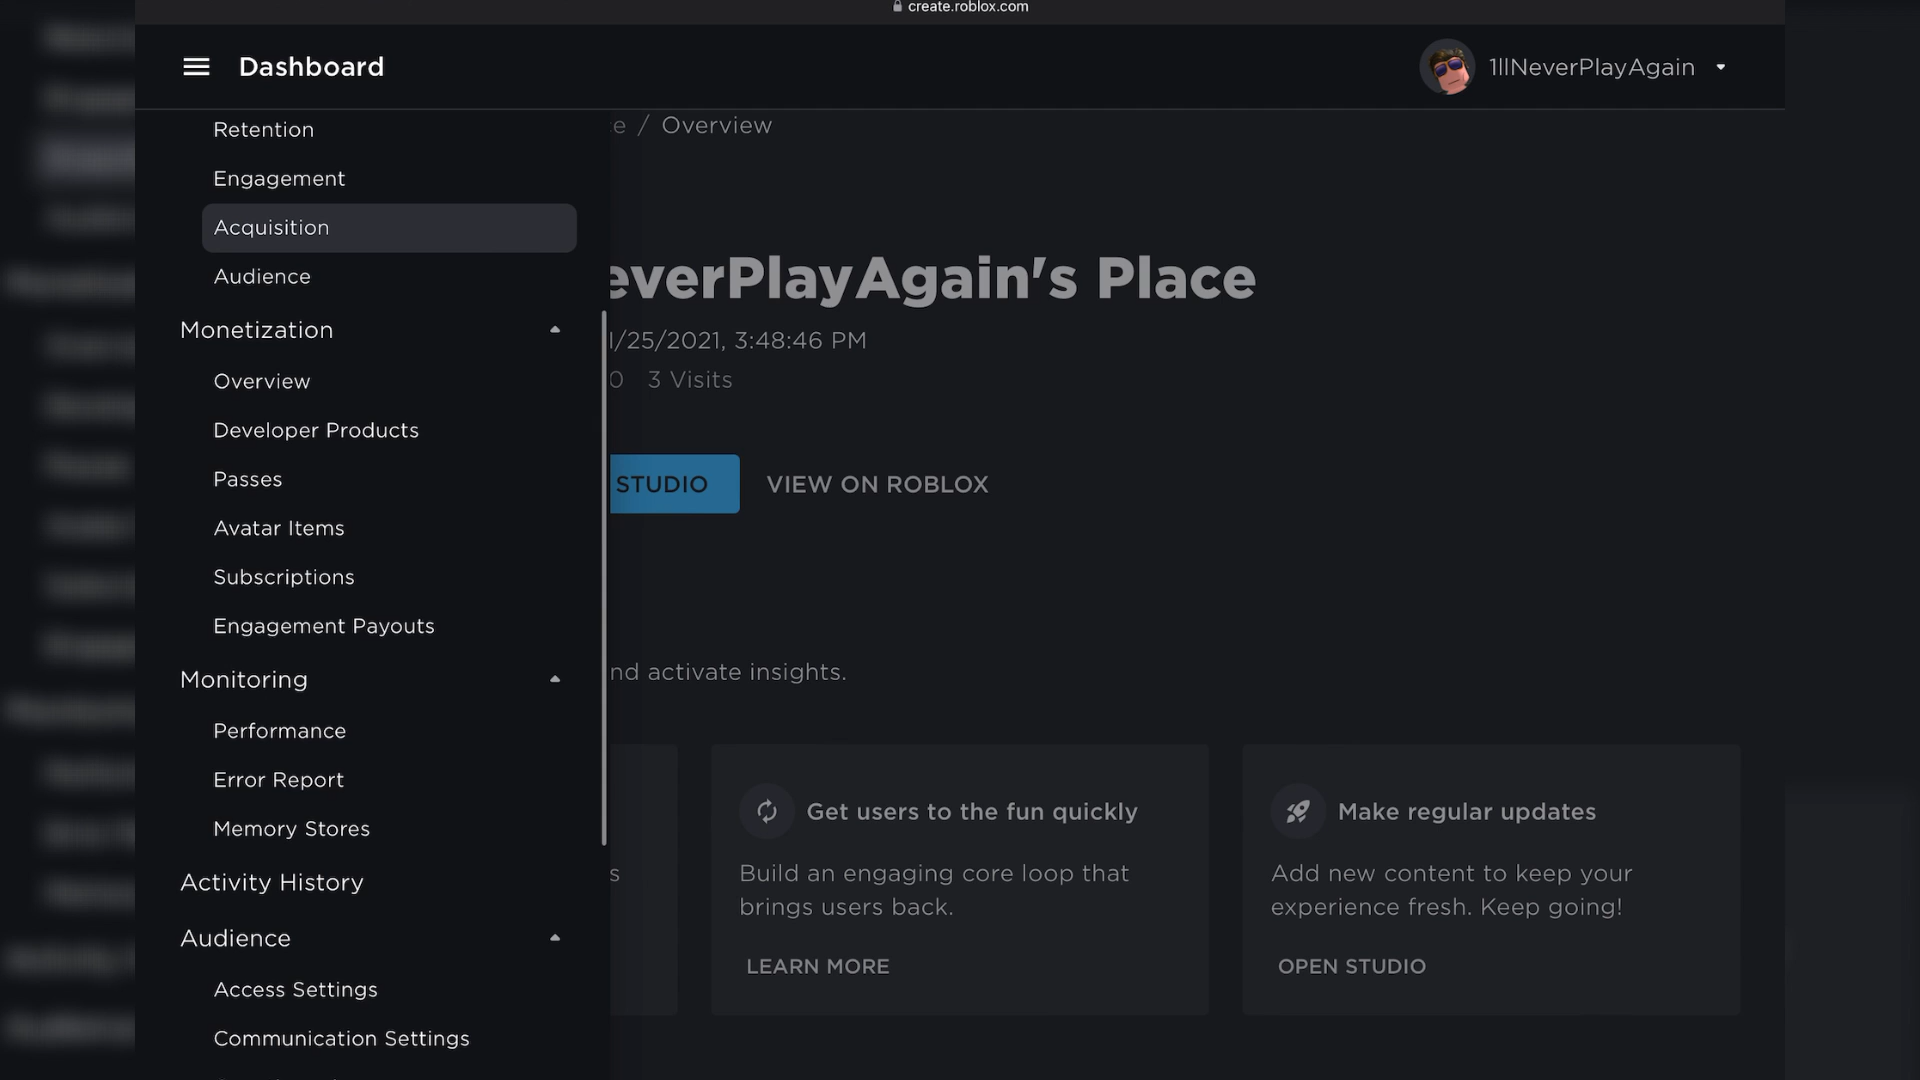 create.roblox.com
Dashboard
1llNeverPlayAgain
Retention
Engagement
Acquisition
Audience
Monetization
Overview
Developer Products
Passes
Avatar Items
Subscriptions
Engagement Payouts
Monitoring
Performance
Error Report
Memory Stores
Activity History
Audience
Access Settings
Communication Settings
/ Overview
everPlayAgain's Place
1/25/2021, 3:48:46 PM
0 3 Visits
STUDIO
VIEW ON ROBLOX
nd activate insights.
s
Get users to the fun quickly
Build an engaging core loop that
brings users back.
LEARN MORE
Make regular updates
Add new content to keep your
experience fresh. Keep going!
OPEN STUDIO